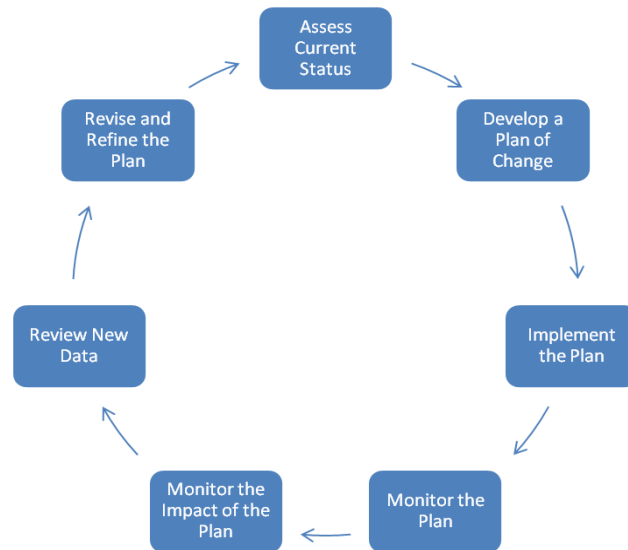 Assess
Current
Status
Develop a
Plan of
Change
Implement
the Plan
Monitor the
Plan
Monitor the
Impact of the
Plan
Review New
Data
Revise and
Refine the
Plan